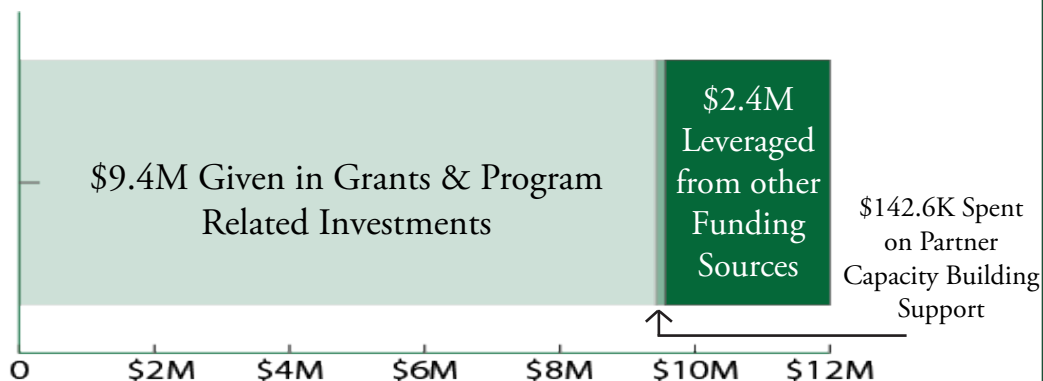 $9.4M Given in Grants & Program
Related Investments
$2.4M
Leveraged
from other
Funding
Sources
$142.6K Spent
on Partner
Capacity Building
Support
0 $2M $4M $6M $8M $10M $12M